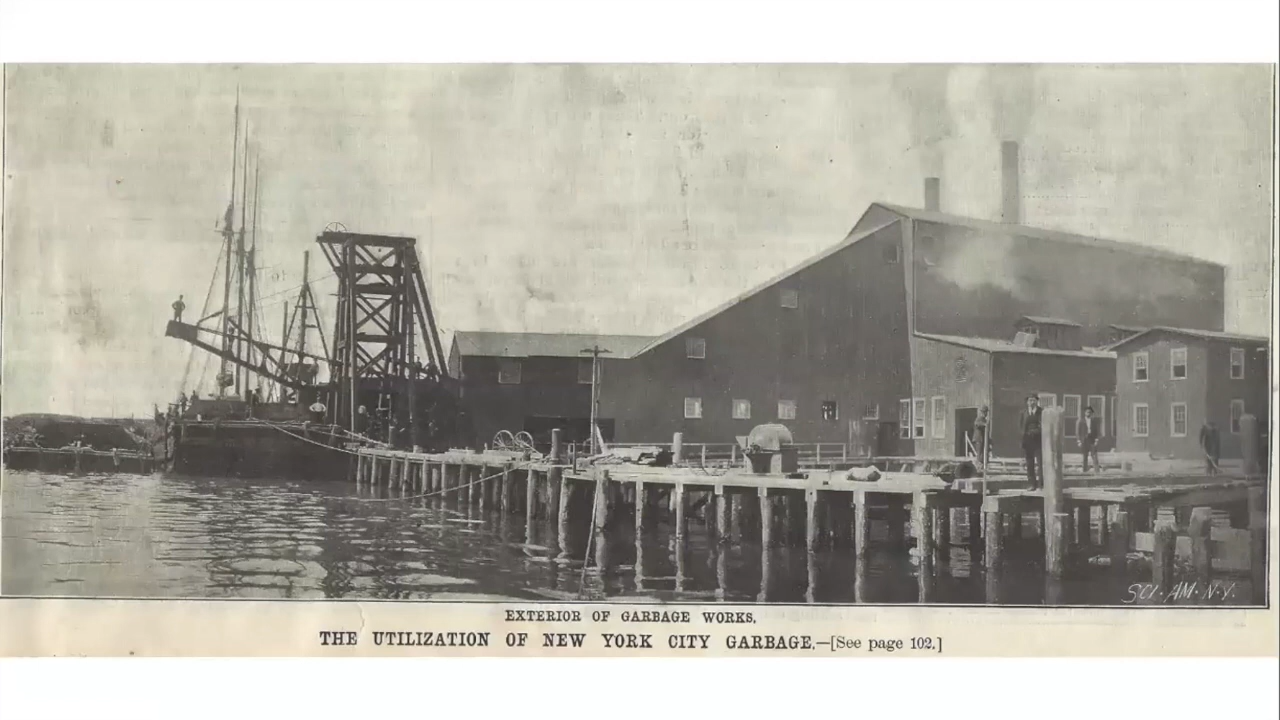 SCI·AM·N·Y.
EXTERIOR OF GARBAGE WORKS.
THE UTILIZATION OF NEW YORK CITY GARBAGE.—[See page 102.]